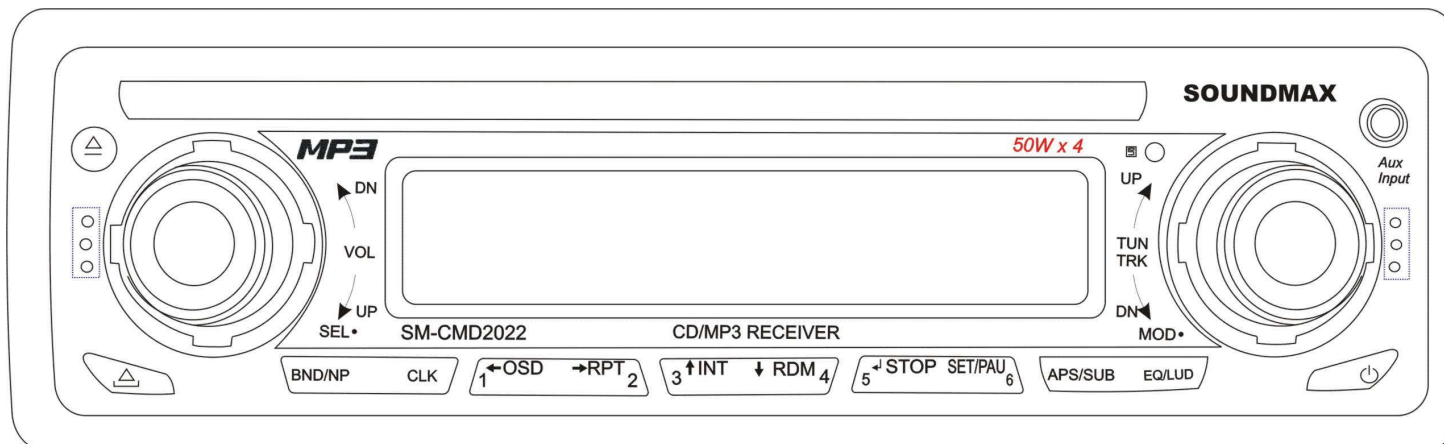 SOUNDMAX
MP3
50W x 4
Aux
Input
DN
VOL
UP
SEL•
UP
TUN
TRK
DN
MOD•
SM-CMD2022
CD/MP3 RECEIVER
BND/NP CLK
1 ←OSD →RPT 2
3 ↑INT ↓ RDM 4
5 ↲STOP SET/PAU 6
APS/SUB EQ/LUD